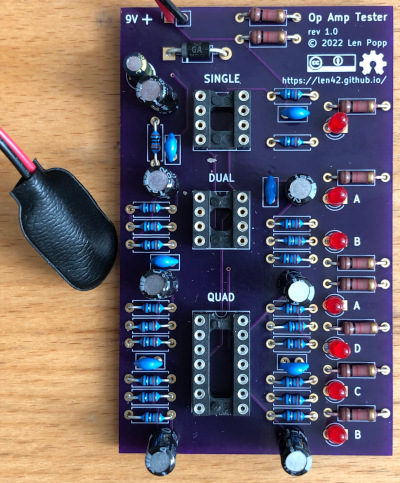 9V +
Op Amp Tester
rev 1.0
© 2022 Len Popp
https://len42.github.io/
SINGLE
DUAL
A
B
QUAD
A
D
C
B